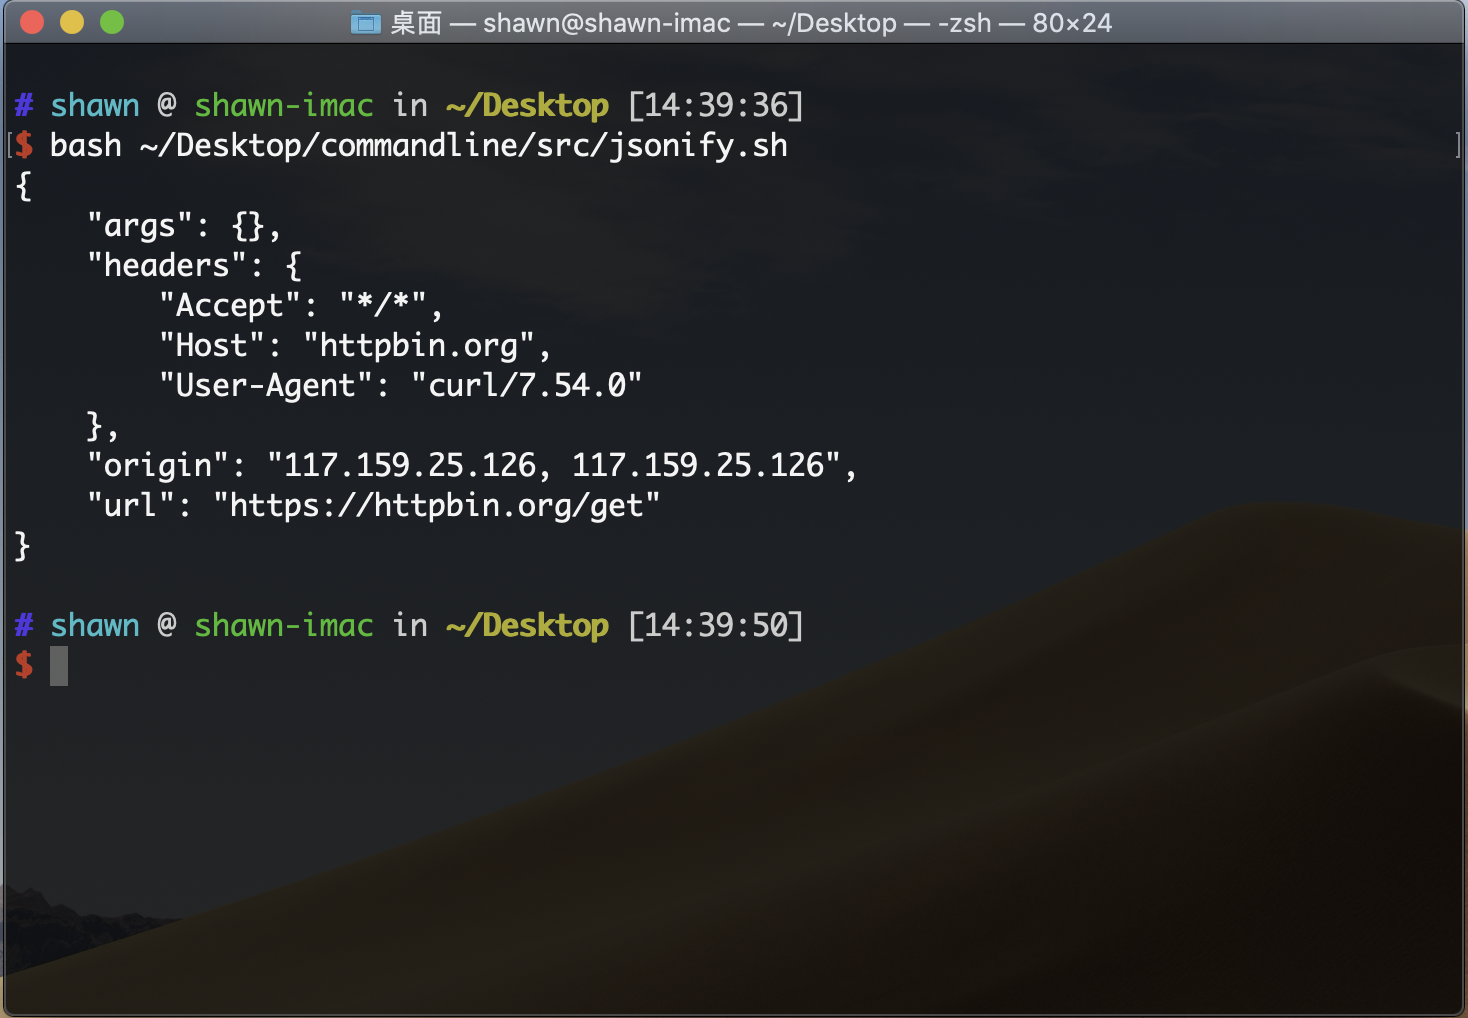 桌面 — shawn@shawn-imac — ~/Desktop — -zsh — 80×24
# shawn @ shawn-imac in ~/Desktop [14:39:36]
[$ bash ~/Desktop/commandline/src/jsonify.sh ]
{
    "args": {},
    "headers": {
        "Accept": "*/*",
        "Host": "httpbin.org",
        "User-Agent": "curl/7.54.0"
    },
    "origin": "117.159.25.126, 117.159.25.126",
    "url": "https://httpbin.org/get"
}
# shawn @ shawn-imac in ~/Desktop [14:39:50]
$